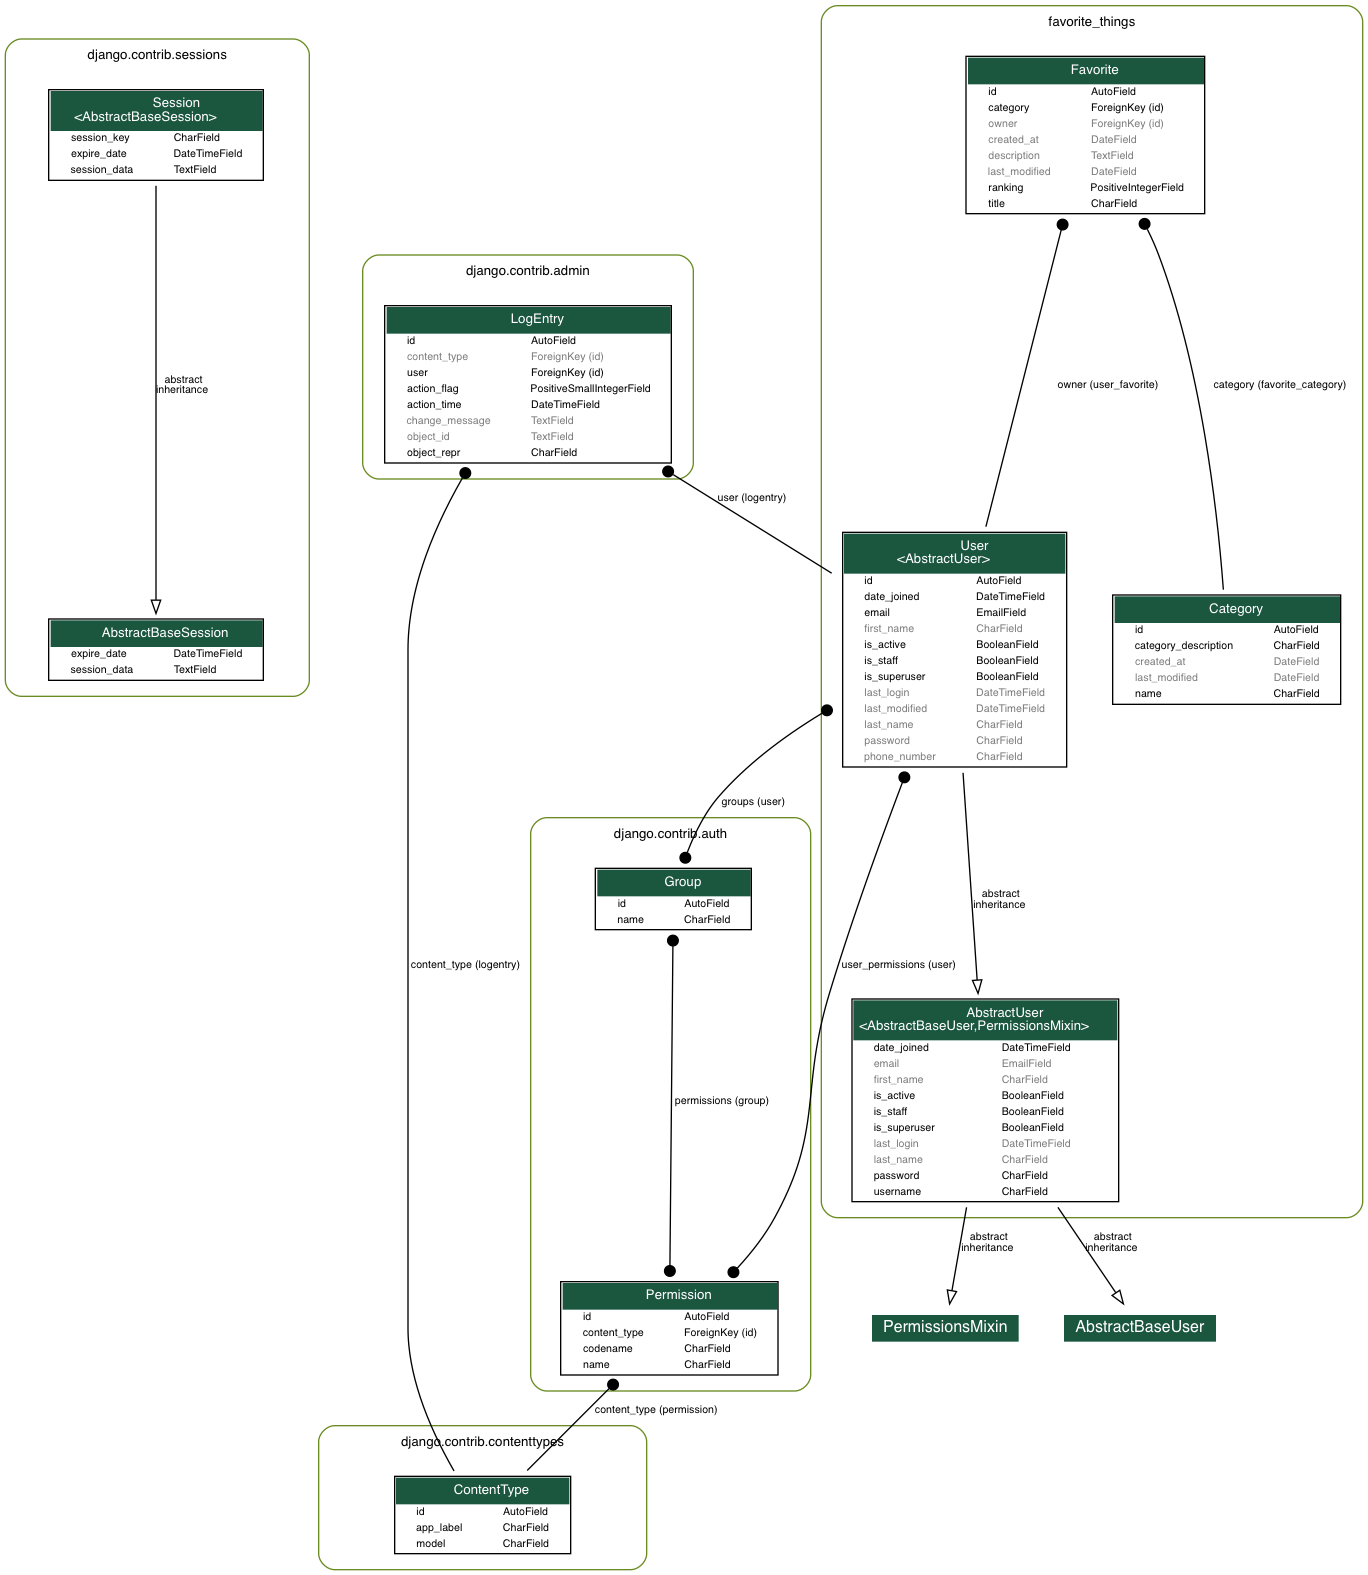 django.contrib.sessions
Session
<AbstractBaseSession>
session_key CharField
expire_date DateTimeField
session_data TextField
abstract
inheritance
AbstractBaseSession
expire_date DateTimeField
session_data TextField
django.contrib.admin
LogEntry
id AutoField
content_type ForeignKey (id)
user ForeignKey (id)
action_flag PositiveSmallIntegerField
action_time DateTimeField
change_message TextField
object_id TextField
object_repr CharField
user (logentry)
content_type (logentry)
favorite_things
Favorite
id AutoField
category ForeignKey (id)
owner ForeignKey (id)
created_at DateField
description TextField
last_modified DateField
ranking PositiveIntegerField
title CharField
owner (user_favorite)
category (favorite_category)
User
<AbstractUser>
id AutoField
date_joined DateTimeField
email EmailField
first_name CharField
is_active BooleanField
is_staff BooleanField
is_superuser BooleanField
last_login DateTimeField
last_modified DateTimeField
last_name CharField
password CharField
phone_number CharField
Category
id AutoField
category_description CharField
created_at DateField
last_modified DateField
name CharField
groups (user)
abstract
inheritance
user_permissions (user)
AbstractUser
<AbstractBaseUser,PermissionsMixin>
date_joined DateTimeField
email EmailField
first_name CharField
is_active BooleanField
is_staff BooleanField
is_superuser BooleanField
last_login DateTimeField
last_name CharField
password CharField
username CharField
abstract
inheritance
abstract
inheritance
PermissionsMixin
AbstractBaseUser
django.contrib.auth
Group
id AutoField
name CharField
permissions (group)
Permission
id AutoField
content_type ForeignKey (id)
codename CharField
name CharField
content_type (permission)
django.contrib.contenttypes
ContentType
id AutoField
app_label CharField
model CharField